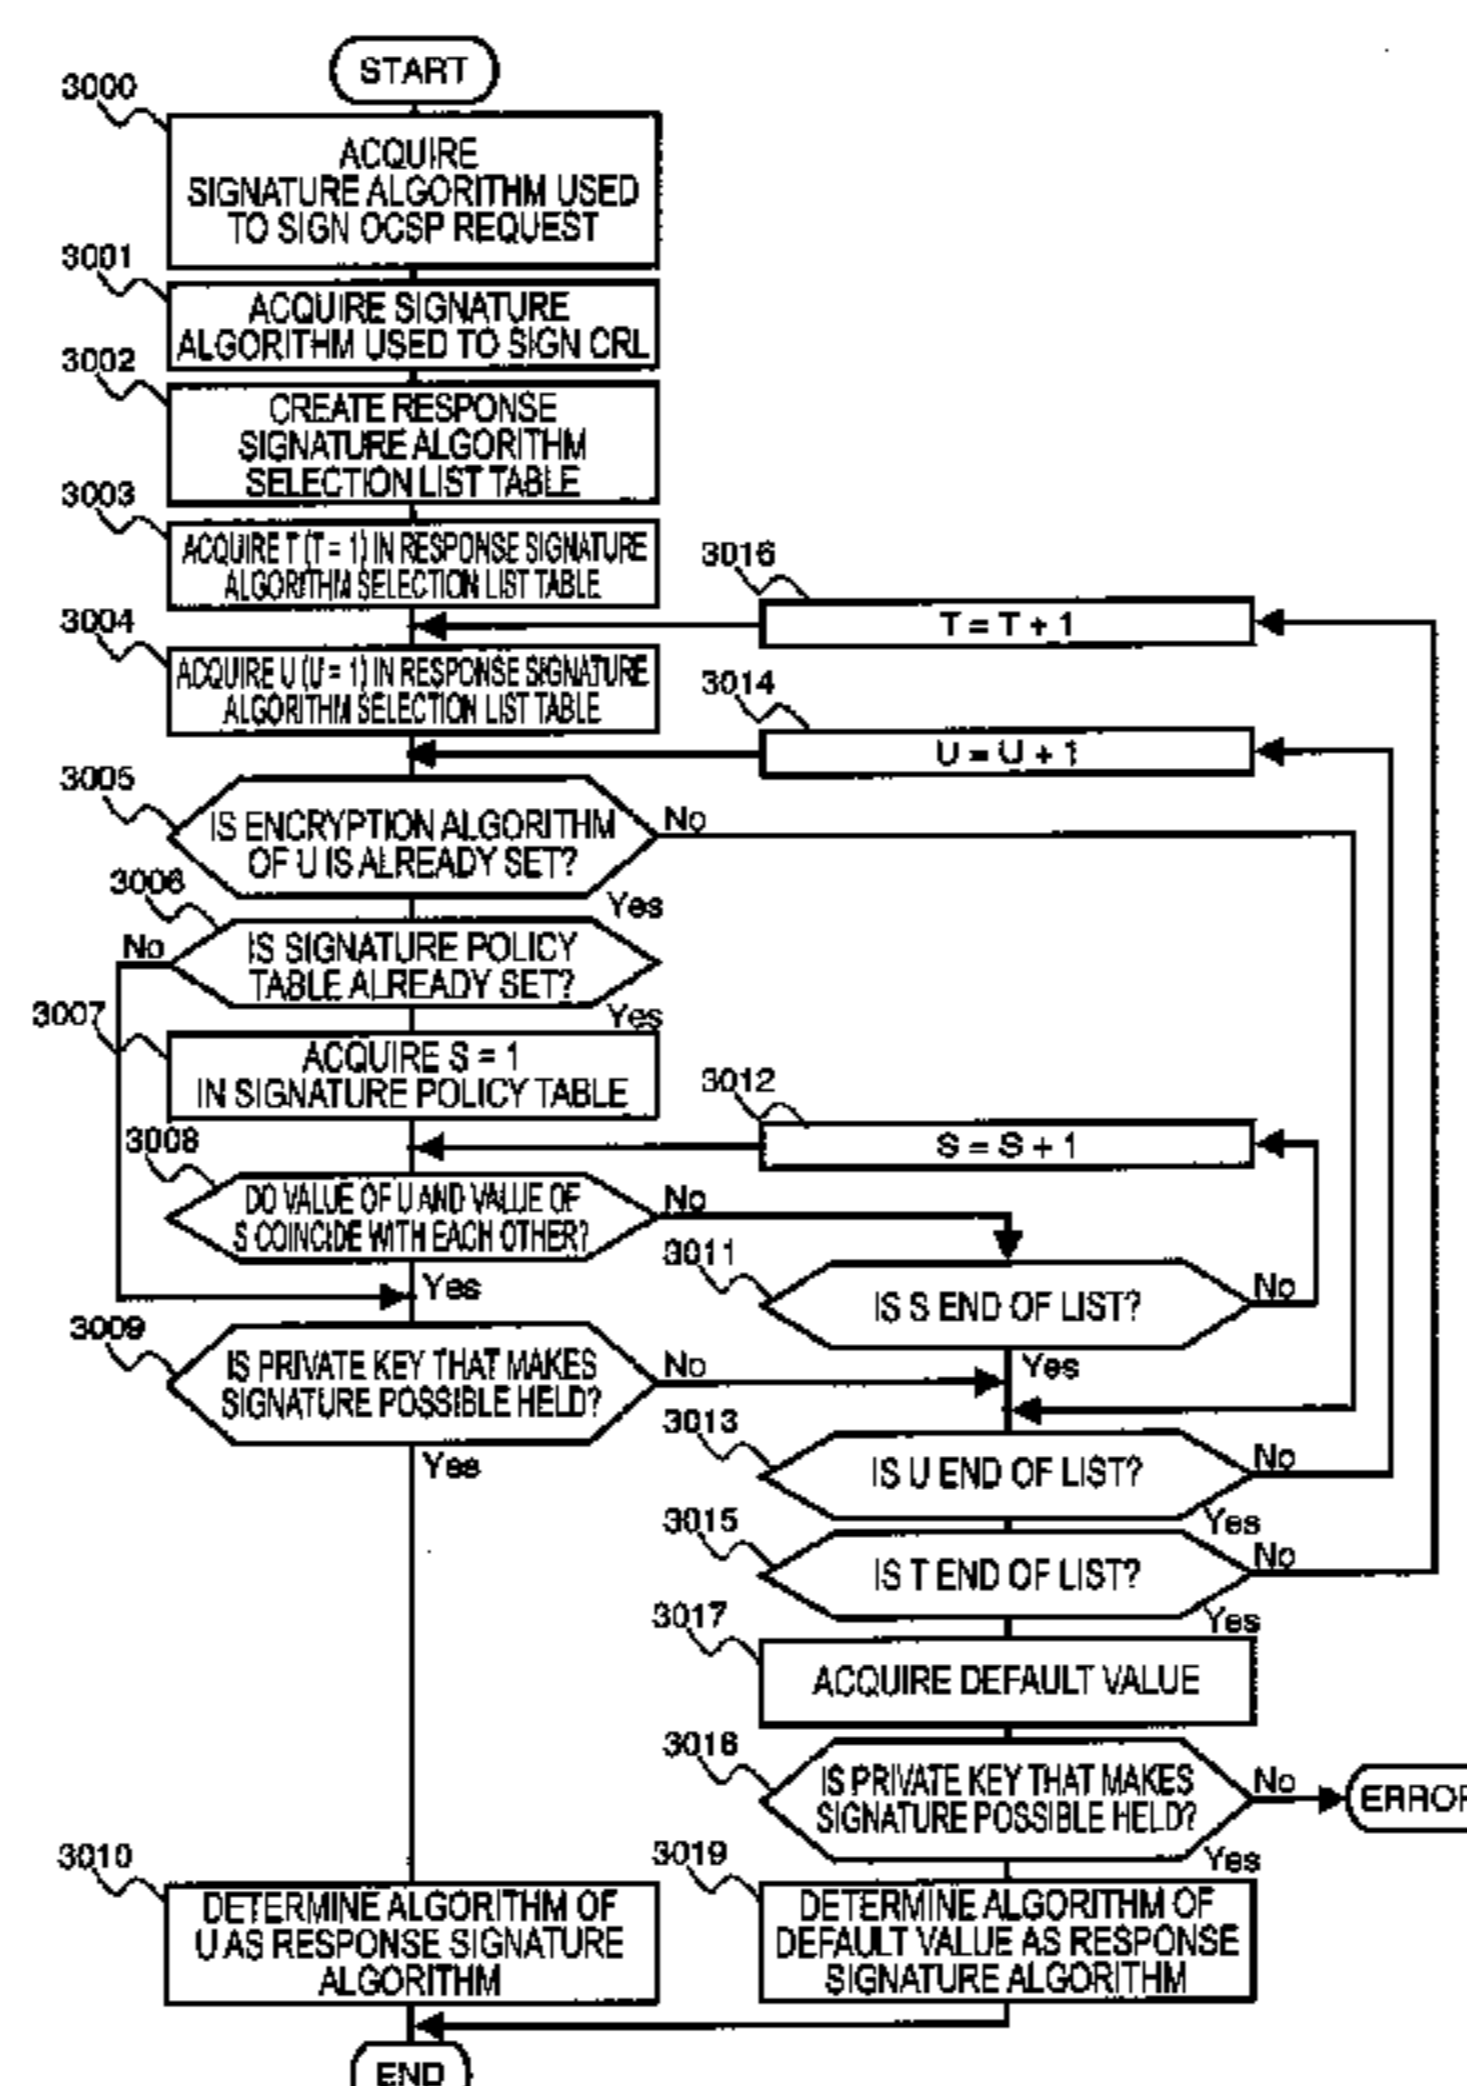 START
3000
ACQUIRE
SIGNATURE ALGORITHM USED
TO SIGN OCSP REQUEST
3001
ACQUIRE SIGNATURE
ALGORITHM USED TO SIGN CRL
3002
CREATE RESPONSE
SIGNATURE ALGORITHM
SELECTION LIST TABLE
3003
ACQUIRE T (T = 1) IN RESPONSE SIGNATURE
ALGORITHM SELECTION LIST TABLE
3016
T = T + 1
3004
ACQUIRE U (U = 1) IN RESPONSE SIGNATURE
ALGORITHM SELECTION LIST TABLE
3014
U = U + 1
3005
IS ENCRYPTION ALGORITHM
OF U IS ALREADY SET?
No
Yes
3006
IS SIGNATURE POLICY
TABLE ALREADY SET?
No
Yes
3007
ACQUIRE S = 1
IN SIGNATURE POLICY TABLE
3012
S = S + 1
3008
DO VALUE OF U AND VALUE OF
S COINCIDE WITH EACH OTHER?
No
Yes
3011
IS S END OF LIST?
No
Yes
3009
IS PRIVATE KEY THAT MAKES
SIGNATURE POSSIBLE HELD?
No
Yes
3013
IS U END OF LIST?
No
Yes
3015
IS T END OF LIST?
No
Yes
3017
ACQUIRE DEFAULT VALUE
3018
IS PRIVATE KEY THAT MAKES
SIGNATURE POSSIBLE HELD?
No
ERROR
Yes
3010
DETERMINE ALGORITHM OF
U AS RESPONSE SIGNATURE
ALGORITHM
3019
DETERMINE ALGORITHM OF
DEFAULT VALUE AS RESPONSE
SIGNATURE ALGORITHM
END